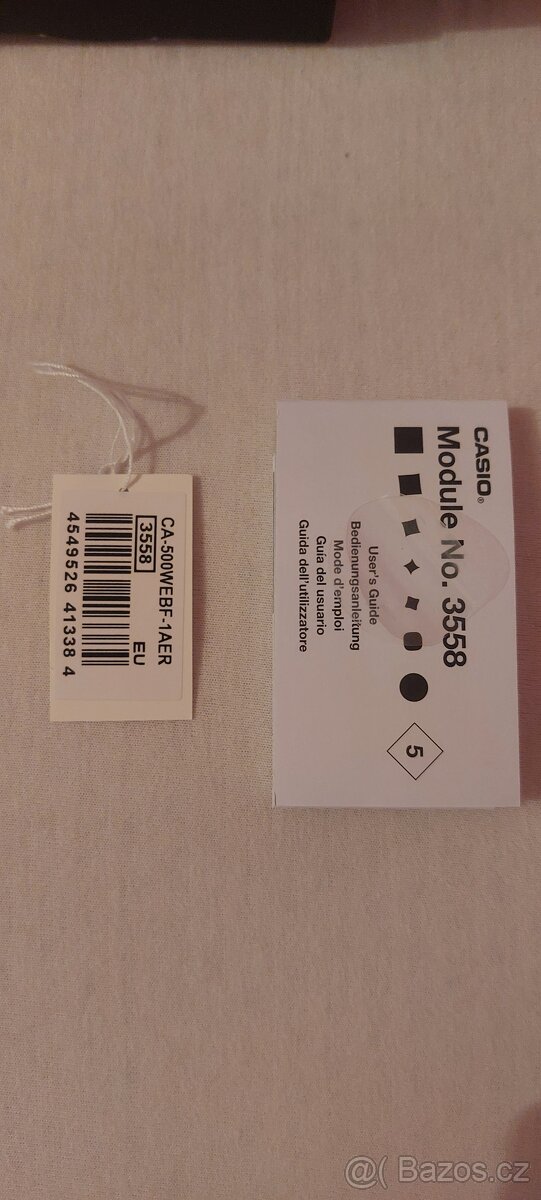 CA-500WEBF-1AER
3558
EU
4549526 41338 4
CASIO®
Module No. 3558
User's Guide
Bedienungsanleitung
Mode d'emploi
Guía del usuario
Guida dell'utilizzatore
5
@( Bazos.cz